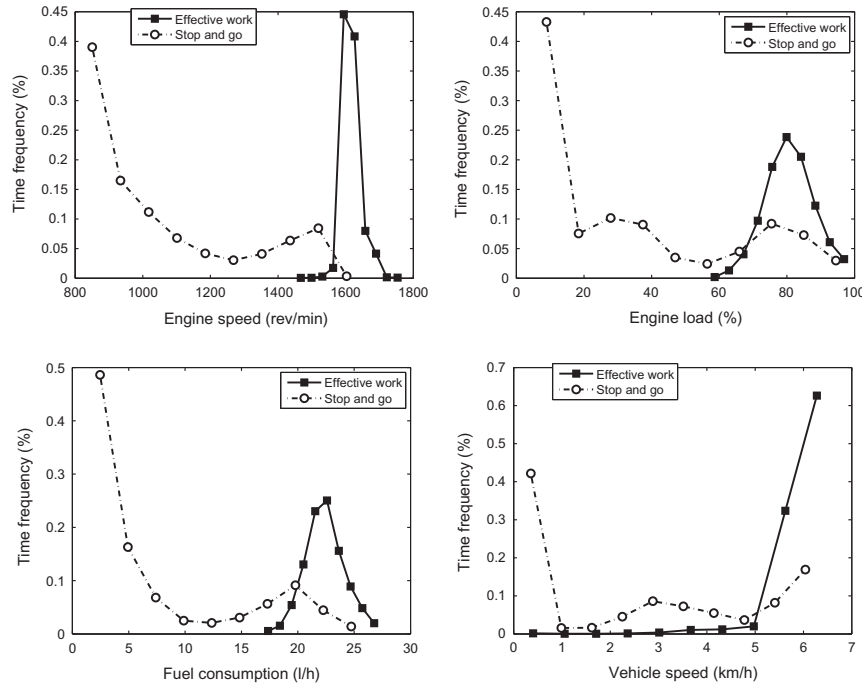 Time frequency (%)
0.45
0.4
0.35
0.3
0.25
0.2
0.15
0.1
0.05
0
Effective work
Stop and go
800 1000 1200 1400 1600 1800
Engine speed (rev/min)
Time frequency (%)
0.45
0.4
0.35
0.3
0.25
0.2
0.15
0.1
0.05
0
Effective work
Stop and go
0 20 40 60 80 100
Engine load (%)
Time frequency (%)
0.5
0.4
0.3
0.2
0.1
0
Effective work
Stop and go
0 5 10 15 20 25 30
Fuel consumption (l/h)
Time frequency (%)
0.7
0.6
0.5
0.4
0.3
0.2
0.1
0
Effective work
Stop and go
0 1 2 3 4 5 6 7
Vehicle speed (km/h)